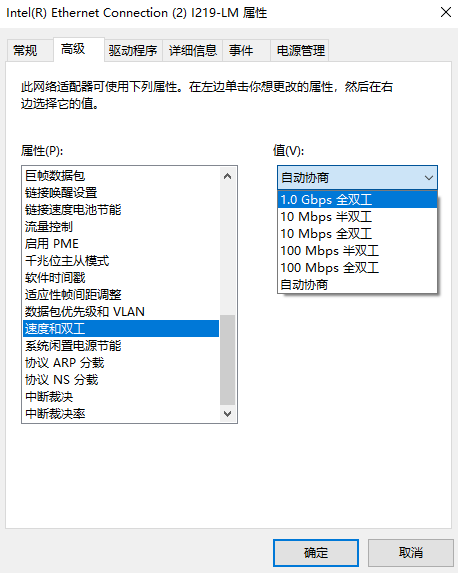 Intel(R) Ethernet Connection (2) I219-LM 属性
常规 高级 驱动程序 详细信息 事件 电源管理
此网络适配器可使用下列属性。在左边单击你想更改的属性，然后在右
边选择它的值。
属性(P):
巨帧数据包
链接唤醒设置
链接速度电池节能
流量控制
启用 PME
千兆位主从模式
软件时间戳
适应性帧间距调整
数据包优先级和 VLAN
速度和双工
系统闲置电源节能
协议 ARP 分载
协议 NS 分载
中断裁决
中断裁决率
值(V):
自动协商
1.0 Gbps 全双工
10 Mbps 半双工
10 Mbps 全双工
100 Mbps 半双工
100 Mbps 全双工
自动协商
确定 取消